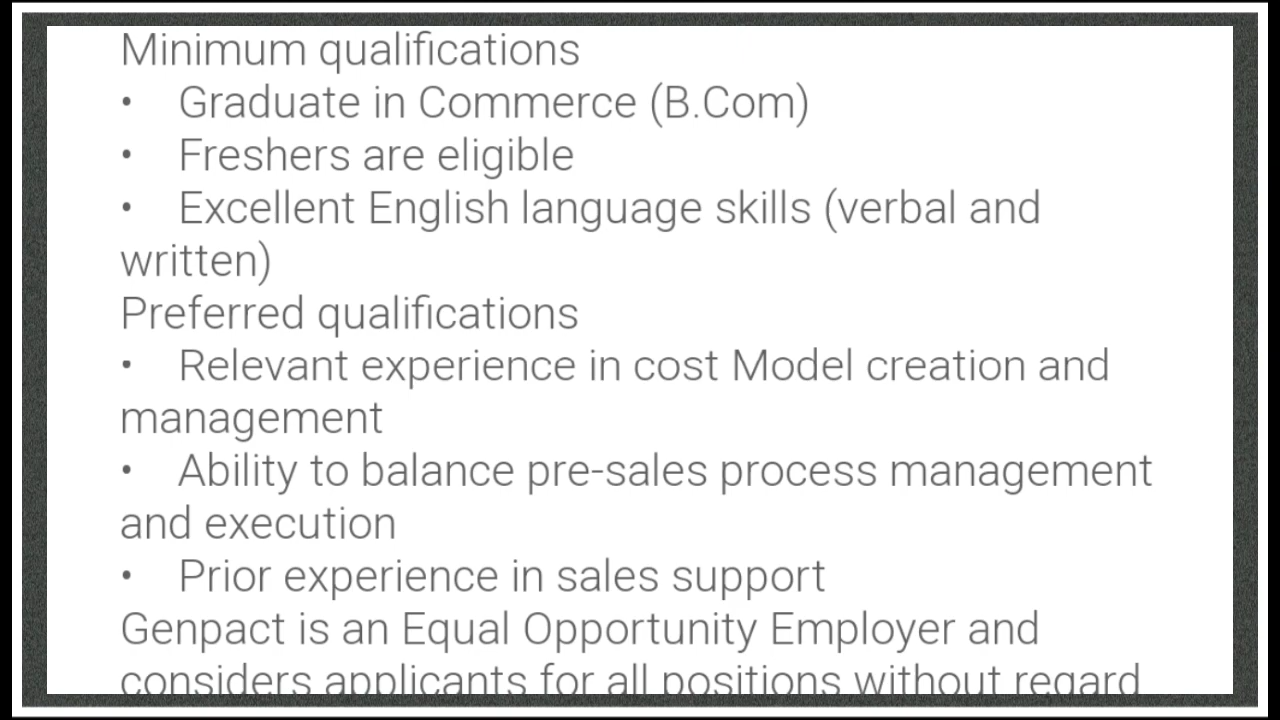 Minimum qualifications
• Graduate in Commerce (B.Com)
• Freshers are eligible
• Excellent English language skills (verbal and
written)
Preferred qualifications
• Relevant experience in cost Model creation and
management
• Ability to balance pre-sales process management
and execution
• Prior experience in sales support
Genpact is an Equal Opportunity Employer and
considers applicants for all positions without regard